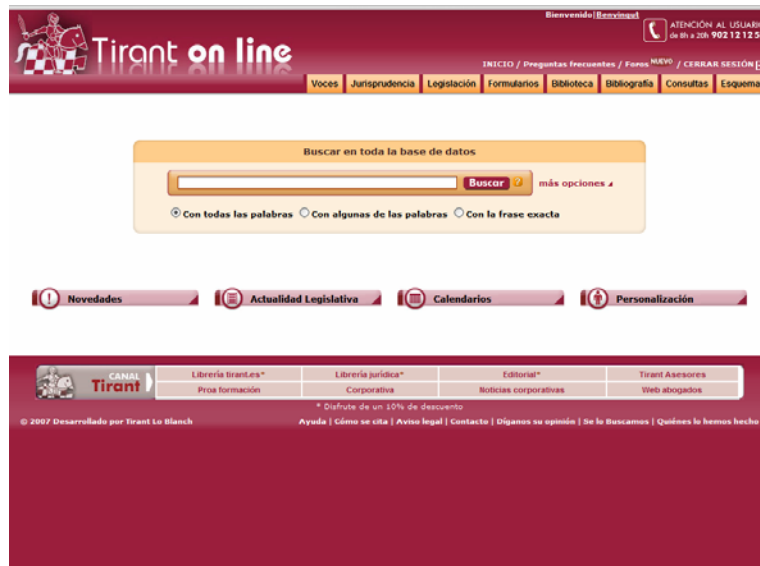 Bienvenido|Benvingut
ATENCIÓN AL USUARI
de 8h a 20h 902 12 12 5
Tirant on line
INICIO / Preguntas frecuentes / Foros NUEVO / CERRAR SESIÓN
Voces Jurisprudencia Legislación Formularios Biblioteca Bibliografía Consultas Esquema
Buscar en toda la base de datos
Buscar ? más opciones
Con todas las palabras Con algunas de las palabras Con la frase exacta
Novedades Actualidad Legislativa Calendarios Personalización
CANAL Tirant
Librería tirant.es* Librería jurídica* Editorial* Tirant Asesores
Proa formación Corporativa Noticias corporativas Web abogados
* Disfrute de un 10% de descuento
© 2007 Desarrollado por Tirant Lo Blanch Ayuda | Cómo se cita | Aviso legal | Contacto | Díganos su opinión | Se lo Buscamos | Quiénes lo hemos hecho